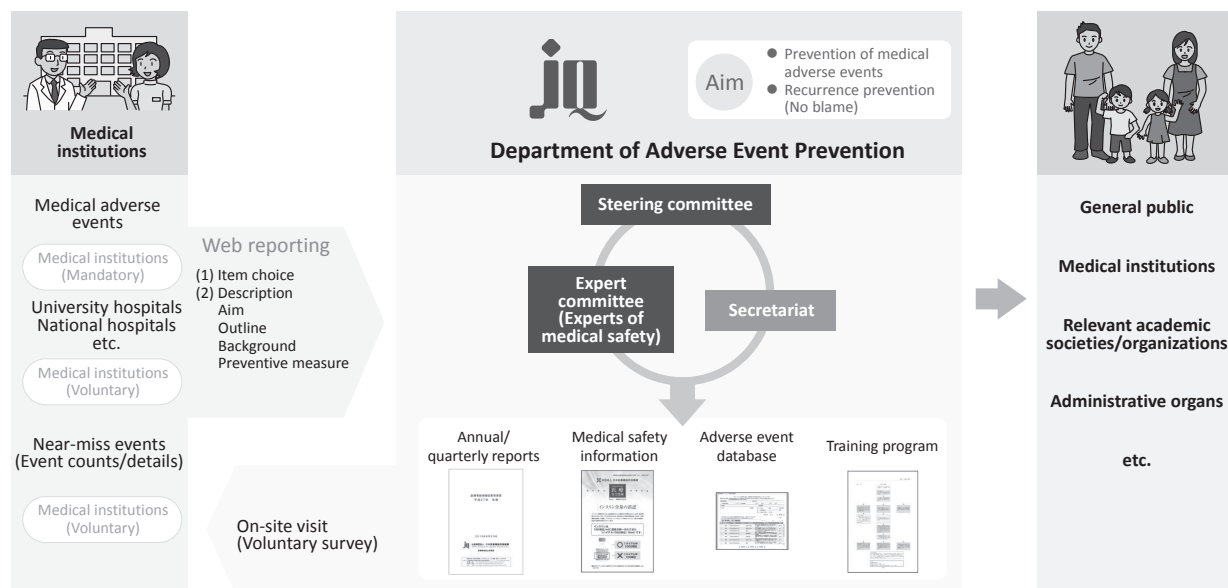 Medical
institutions
Medical adverse
events
Medical institutions
(Mandatory)
University hospitals
National hospitals
etc.
Medical institutions
(Voluntary)
Near-miss events
(Event counts/details)
Medical institutions
(Voluntary)
Web reporting
(1) Item choice
(2) Description
Aim
Outline
Background
Preventive measure
On-site visit
(Voluntary survey)
jq
Aim
● Prevention of medical
adverse events
● Recurrence prevention
(No blame)
Department of Adverse Event Prevention
Steering committee
Expert
committee
(Experts of
medical safety)
Secretariat
Annual/
quarterly reports
Medical safety
information
Adverse event
database
Training program
General public
Medical institutions
Relevant academic
societies/organizations
Administrative organs
etc.